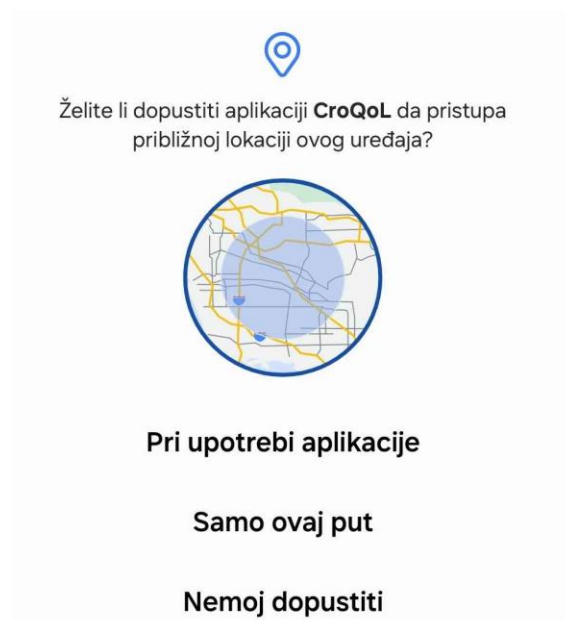 Želite li dopustiti aplikaciji CroQoL da pristupa
približnoj lokaciji ovog uređaja?
Pri upotrebi aplikacije
Samo ovaj put
Nemoj dopustiti